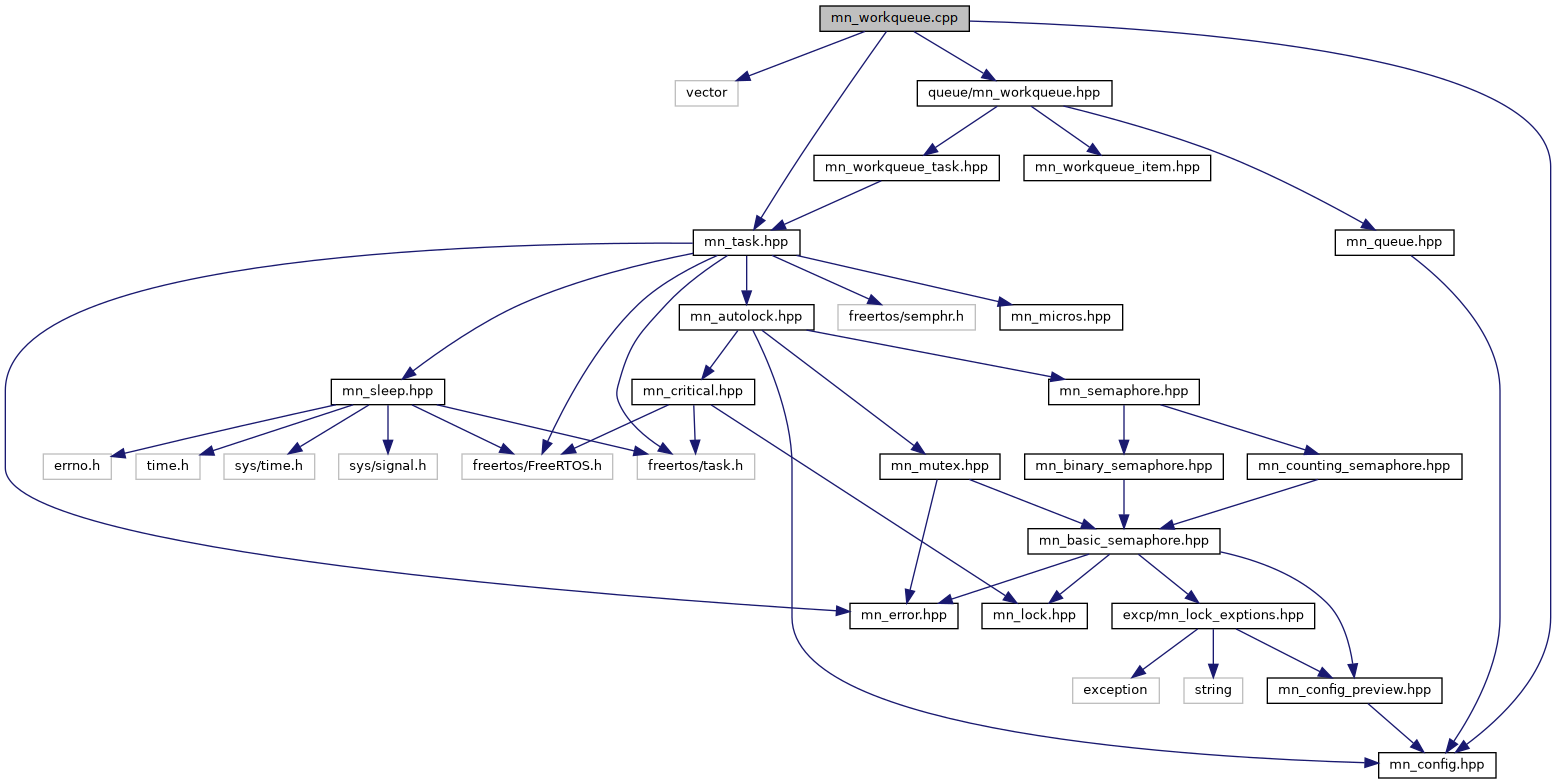 mn_workqueue.cpp
vector
queue/mn_workqueue.hpp
mn_workqueue_task.hpp
mn_workqueue_item.hpp
mn_task.hpp
mn_queue.hpp
mn_autolock.hpp
freertos/semphr.h
mn_micros.hpp
mn_sleep.hpp
mn_critical.hpp
mn_semaphore.hpp
errno.h
time.h
sys/time.h
sys/signal.h
freertos/FreeRTOS.h
freertos/task.h
mn_mutex.hpp
mn_binary_semaphore.hpp
mn_counting_semaphore.hpp
mn_basic_semaphore.hpp
mn_error.hpp
mn_lock.hpp
excp/mn_lock_exptions.hpp
exception
string
mn_config_preview.hpp
mn_config.hpp